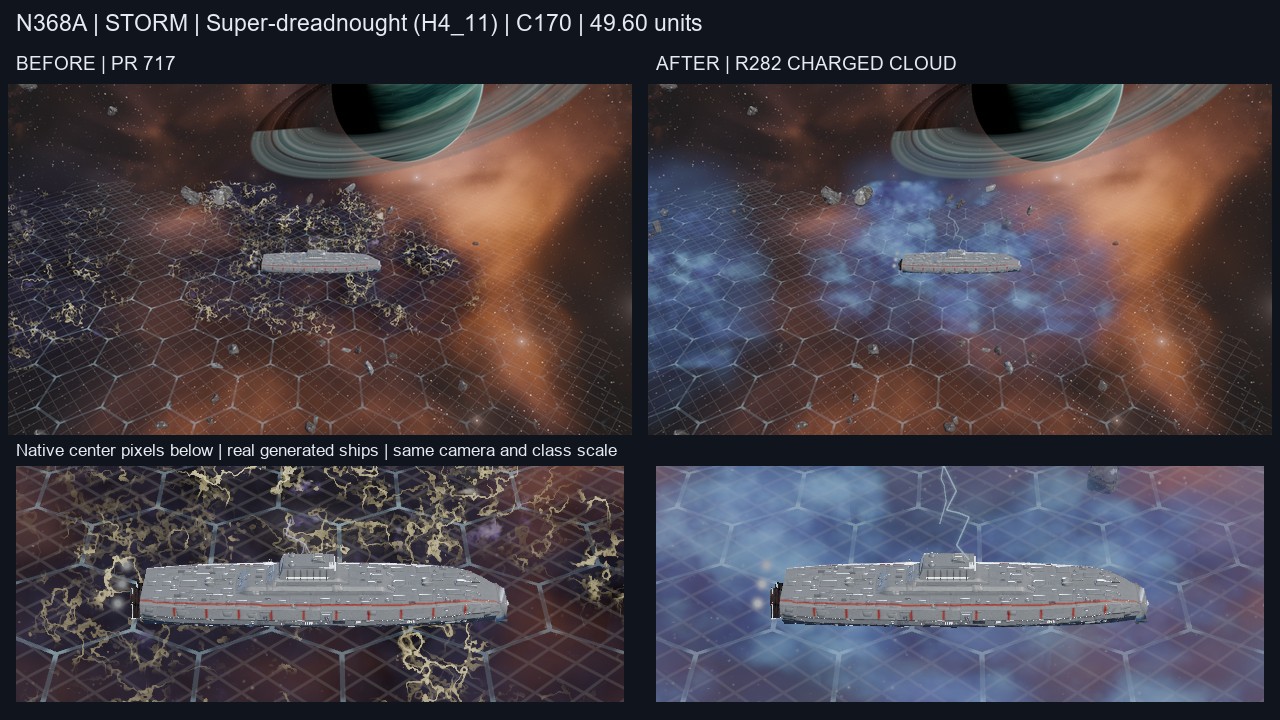 N368A | STORM | Super-dreadnought (H4_11) | C170 | 49.60 units
BEFORE | PR 717
AFTER | R282 CHARGED CLOUD
Native center pixels below | real generated ships | same camera and class scale